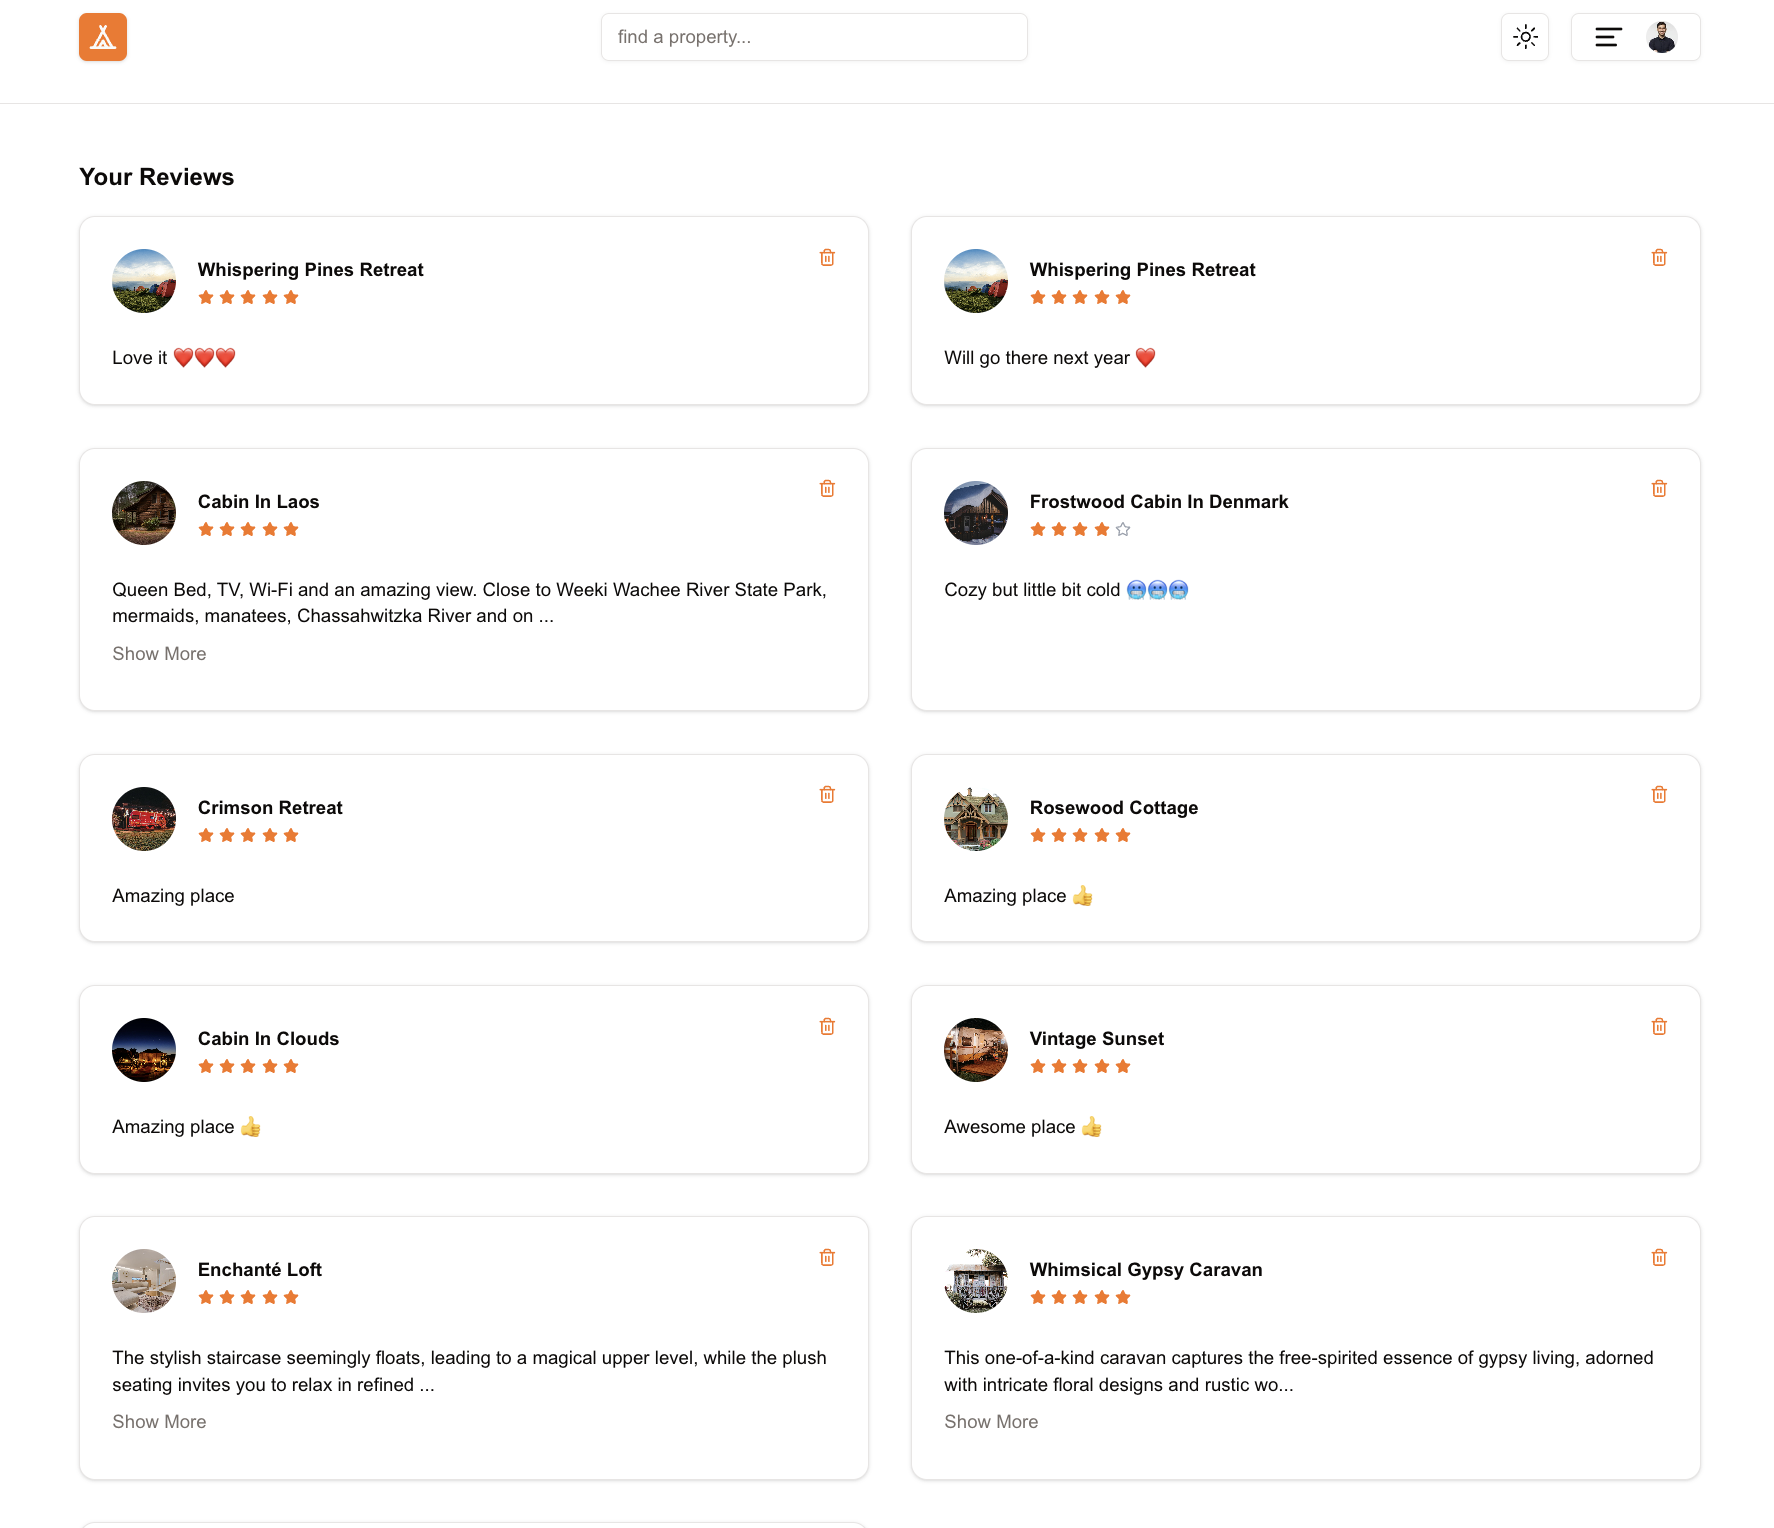 find a property...
Your Reviews
Whispering Pines Retreat
Love it ❤️❤️❤️
Whispering Pines Retreat
Will go there next year ❤️
Cabin In Laos
Queen Bed, TV, Wi-Fi and an amazing view. Close to Weeki Wachee River State Park,
mermaids, manatees, Chassahwitzka River and on ...
Show More
Frostwood Cabin In Denmark
Cozy but little bit cold 🥶🥶🥶
Crimson Retreat
Amazing place
Rosewood Cottage
Amazing place 👍
Cabin In Clouds
Amazing place 👍
Vintage Sunset
Awesome place 👍
Enchanté Loft
The stylish staircase seemingly floats, leading to a magical upper level, while the plush
seating invites you to relax in refined ...
Show More
Whimsical Gypsy Caravan
This one-of-a-kind caravan captures the free-spirited essence of gypsy living, adorned
with intricate floral designs and rustic wo...
Show More